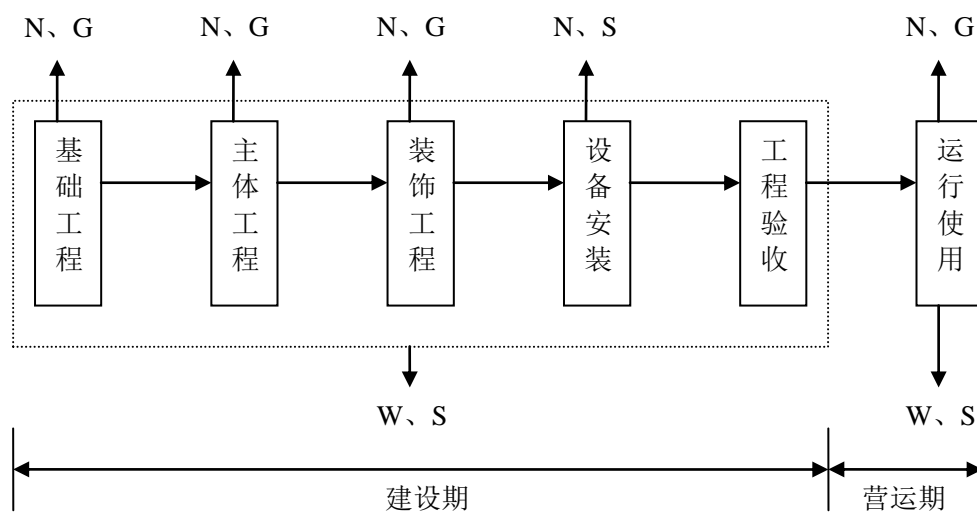 N、G
N、G
N、G
N、S
N、G
基础工程
主体工程
装饰工程
设备安装
工程验收
运行使用
W、S
W、S
建设期
营运期